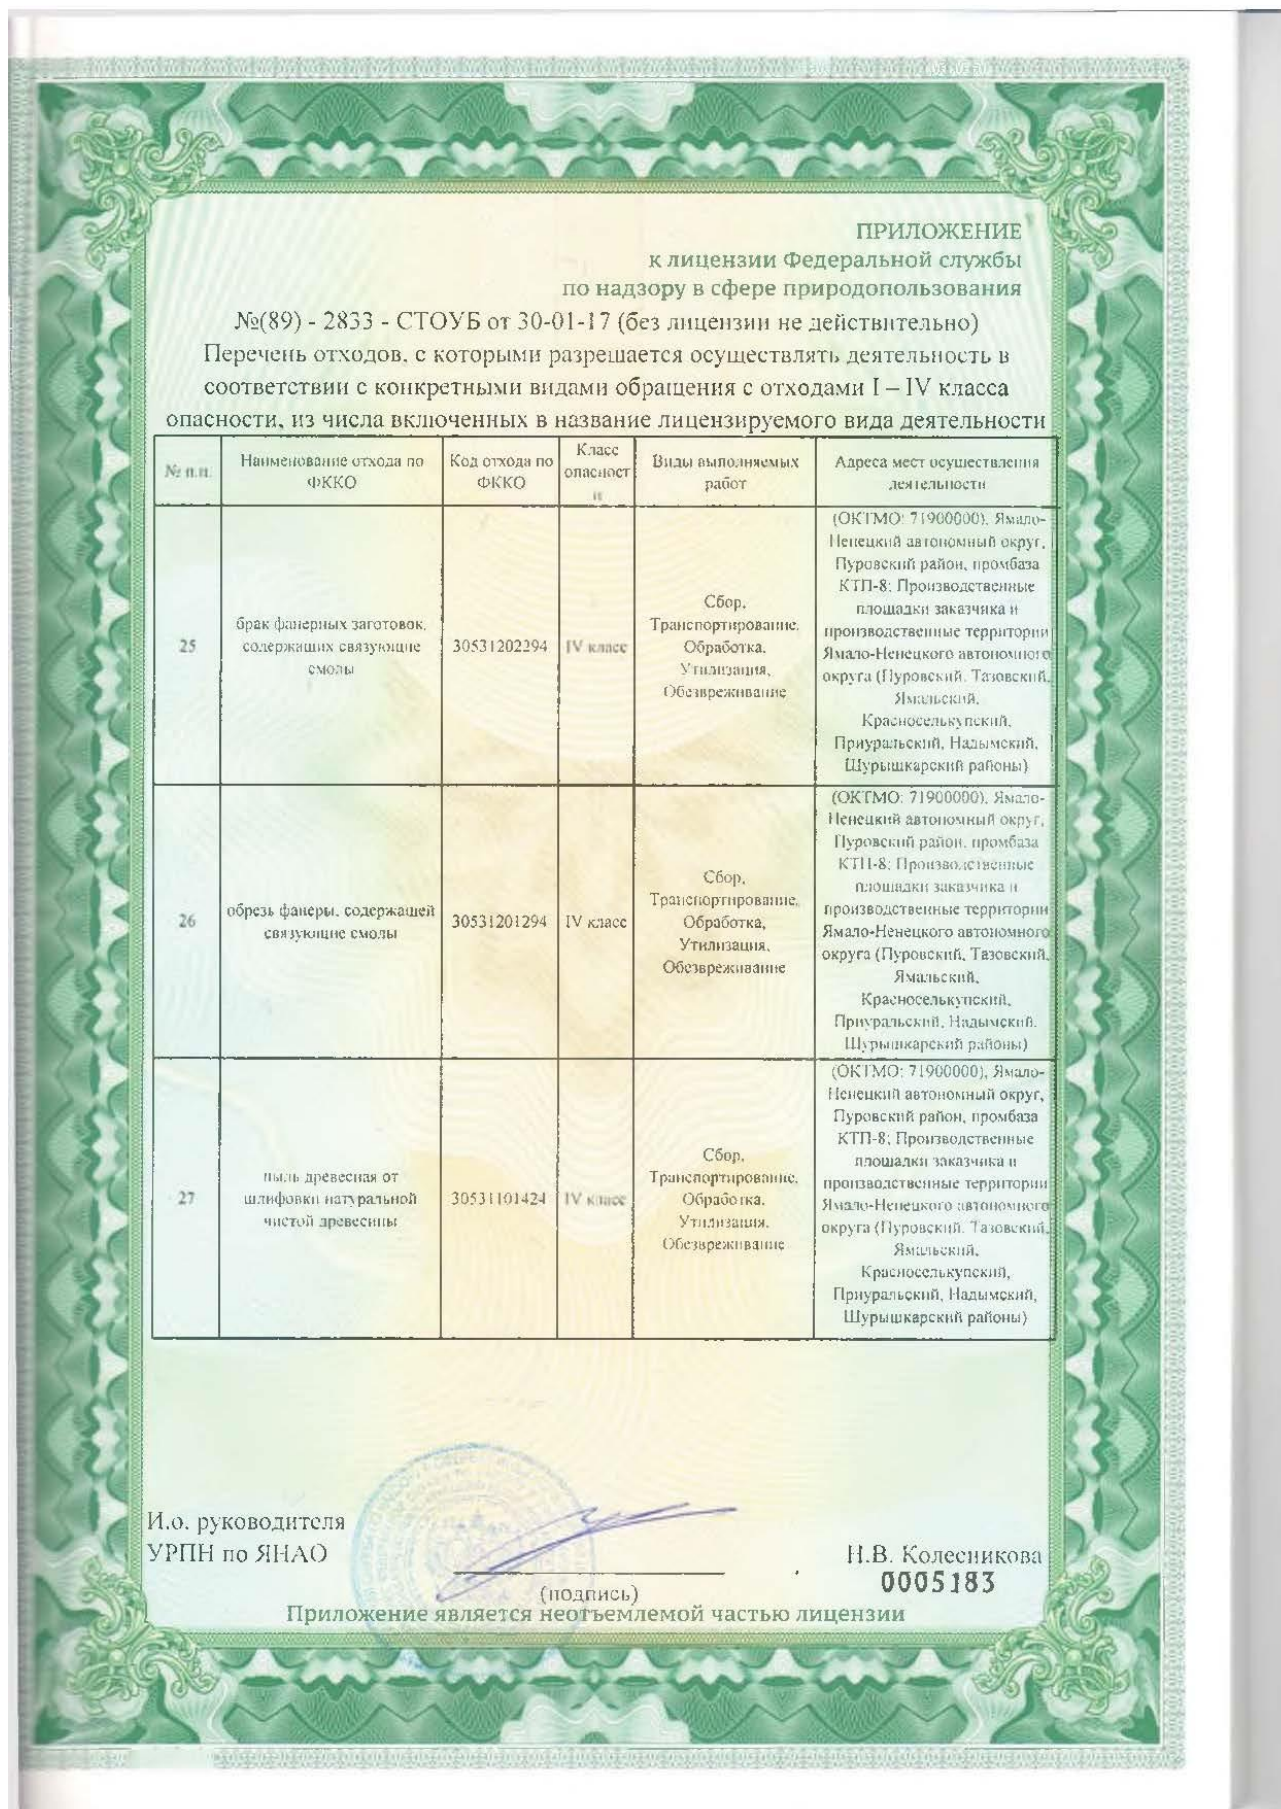 ПРИЛОЖЕНИЕ
к лицензии Федеральной службы
по надзору в сфере природопользования
№(89) - 2833 - СТОУБ от 30-01-17 (без лицензии не действительно)
Перечень отходов, с которыми разрешается осуществлять деятельность в
соответствии с конкретными видами обращения с отходами I – IV класса
опасности, из числа включенных в название лицензируемого вида деятельности
№ п.п.
Наименование отхода по
ФККО
Код отхода по
ФККО
Класс
опасност
и
Виды выполняемых
работ
Адреса мест осуществления
деятельности
25
брак фанерных заготовок,
содержащих связующие
смолы
30531202294
IV класс
Сбор,
Транспортирование,
Обработка,
Утилизация,
Обезвреживание
(ОКТМО: 71900000), Ямало-
Ненецкий автономный округ,
Пуровский район, промбаза
КТП-8; Производственные
площадки заказчика и
производственные территории
Ямало-Ненецкого автономного
округа (Пуровский, Тазовский,
Ямальский,
Красноселькупский,
Приуральский, Надымский,
Шурышкарский районы)
26
обрезь фанеры, содержащей
связующие смолы
30531201294
IV класс
Сбор,
Транспортирование,
Обработка,
Утилизация,
Обезвреживание
(ОКТМО: 71900000), Ямало-
Ненецкий автономный округ,
Пуровский район, промбаза
КТП-8; Производственные
площадки заказчика и
производственные территории
Ямало-Ненецкого автономного
округа (Пуровский, Тазовский,
Ямальский,
Красноселькупский,
Приуральский, Надымский,
Шурышкарский районы)
27
пыль древесная от
шлифовки натуральной
чистой древесины
30531101424
IV класс
Сбор,
Транспортирование,
Обработка,
Утилизация,
Обезвреживание
(ОКТМО: 71900000), Ямало-
Ненецкий автономный округ,
Пуровский район, промбаза
КТП-8; Производственные
площадки заказчика и
производственные территории
Ямало-Ненецкого автономного
округа (Пуровский, Тазовский,
Ямальский,
Красноселькупский,
Приуральский, Надымский,
Шурышкарский районы)
И.о. руководителя
УРПН по ЯНАО
Н.В. Колесникова
0005183
(подпись)
Приложение является неотъемлемой частью лицензии